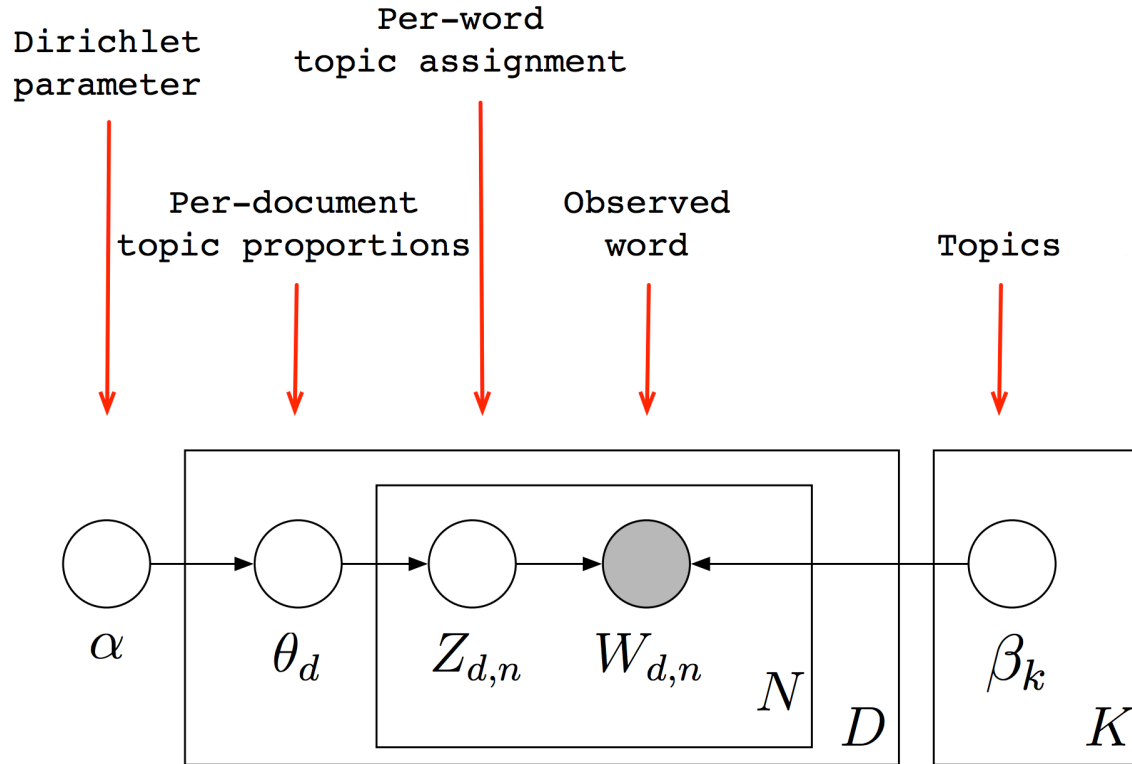 Per-word
topic assignment
Dirichlet
parameter
Per-document
topic proportions
Observed
word
Topics
α
θd
Zd,n
Wd,n
N
D
βk
K